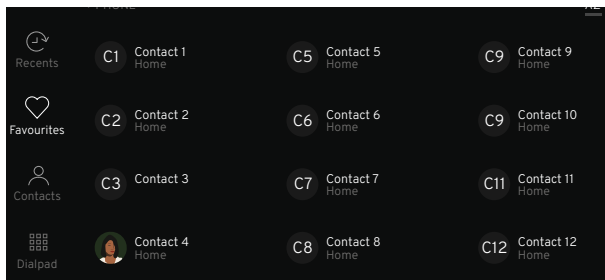 Recents
Favourites
Contacts
Dialpad
C1 Contact 1
Home
C2 Contact 2
Home
C3 Contact 3
Contact 4
Home
C5 Contact 5
Home
C6 Contact 6
Home
C7 Contact 7
Home
C8 Contact 8
Home
C9 Contact 9
Home
C9 Contact 10
Home
C11 Contact 11
Home
C12 Contact 12
Home